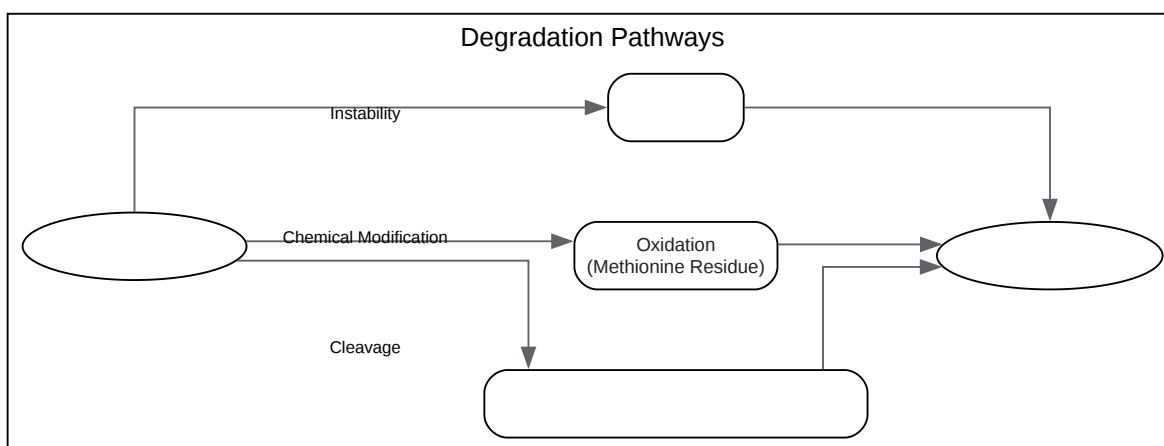 Degradation Pathways
Instability
Chemical Modification
Oxidation
(Methionine Residue)
Cleavage